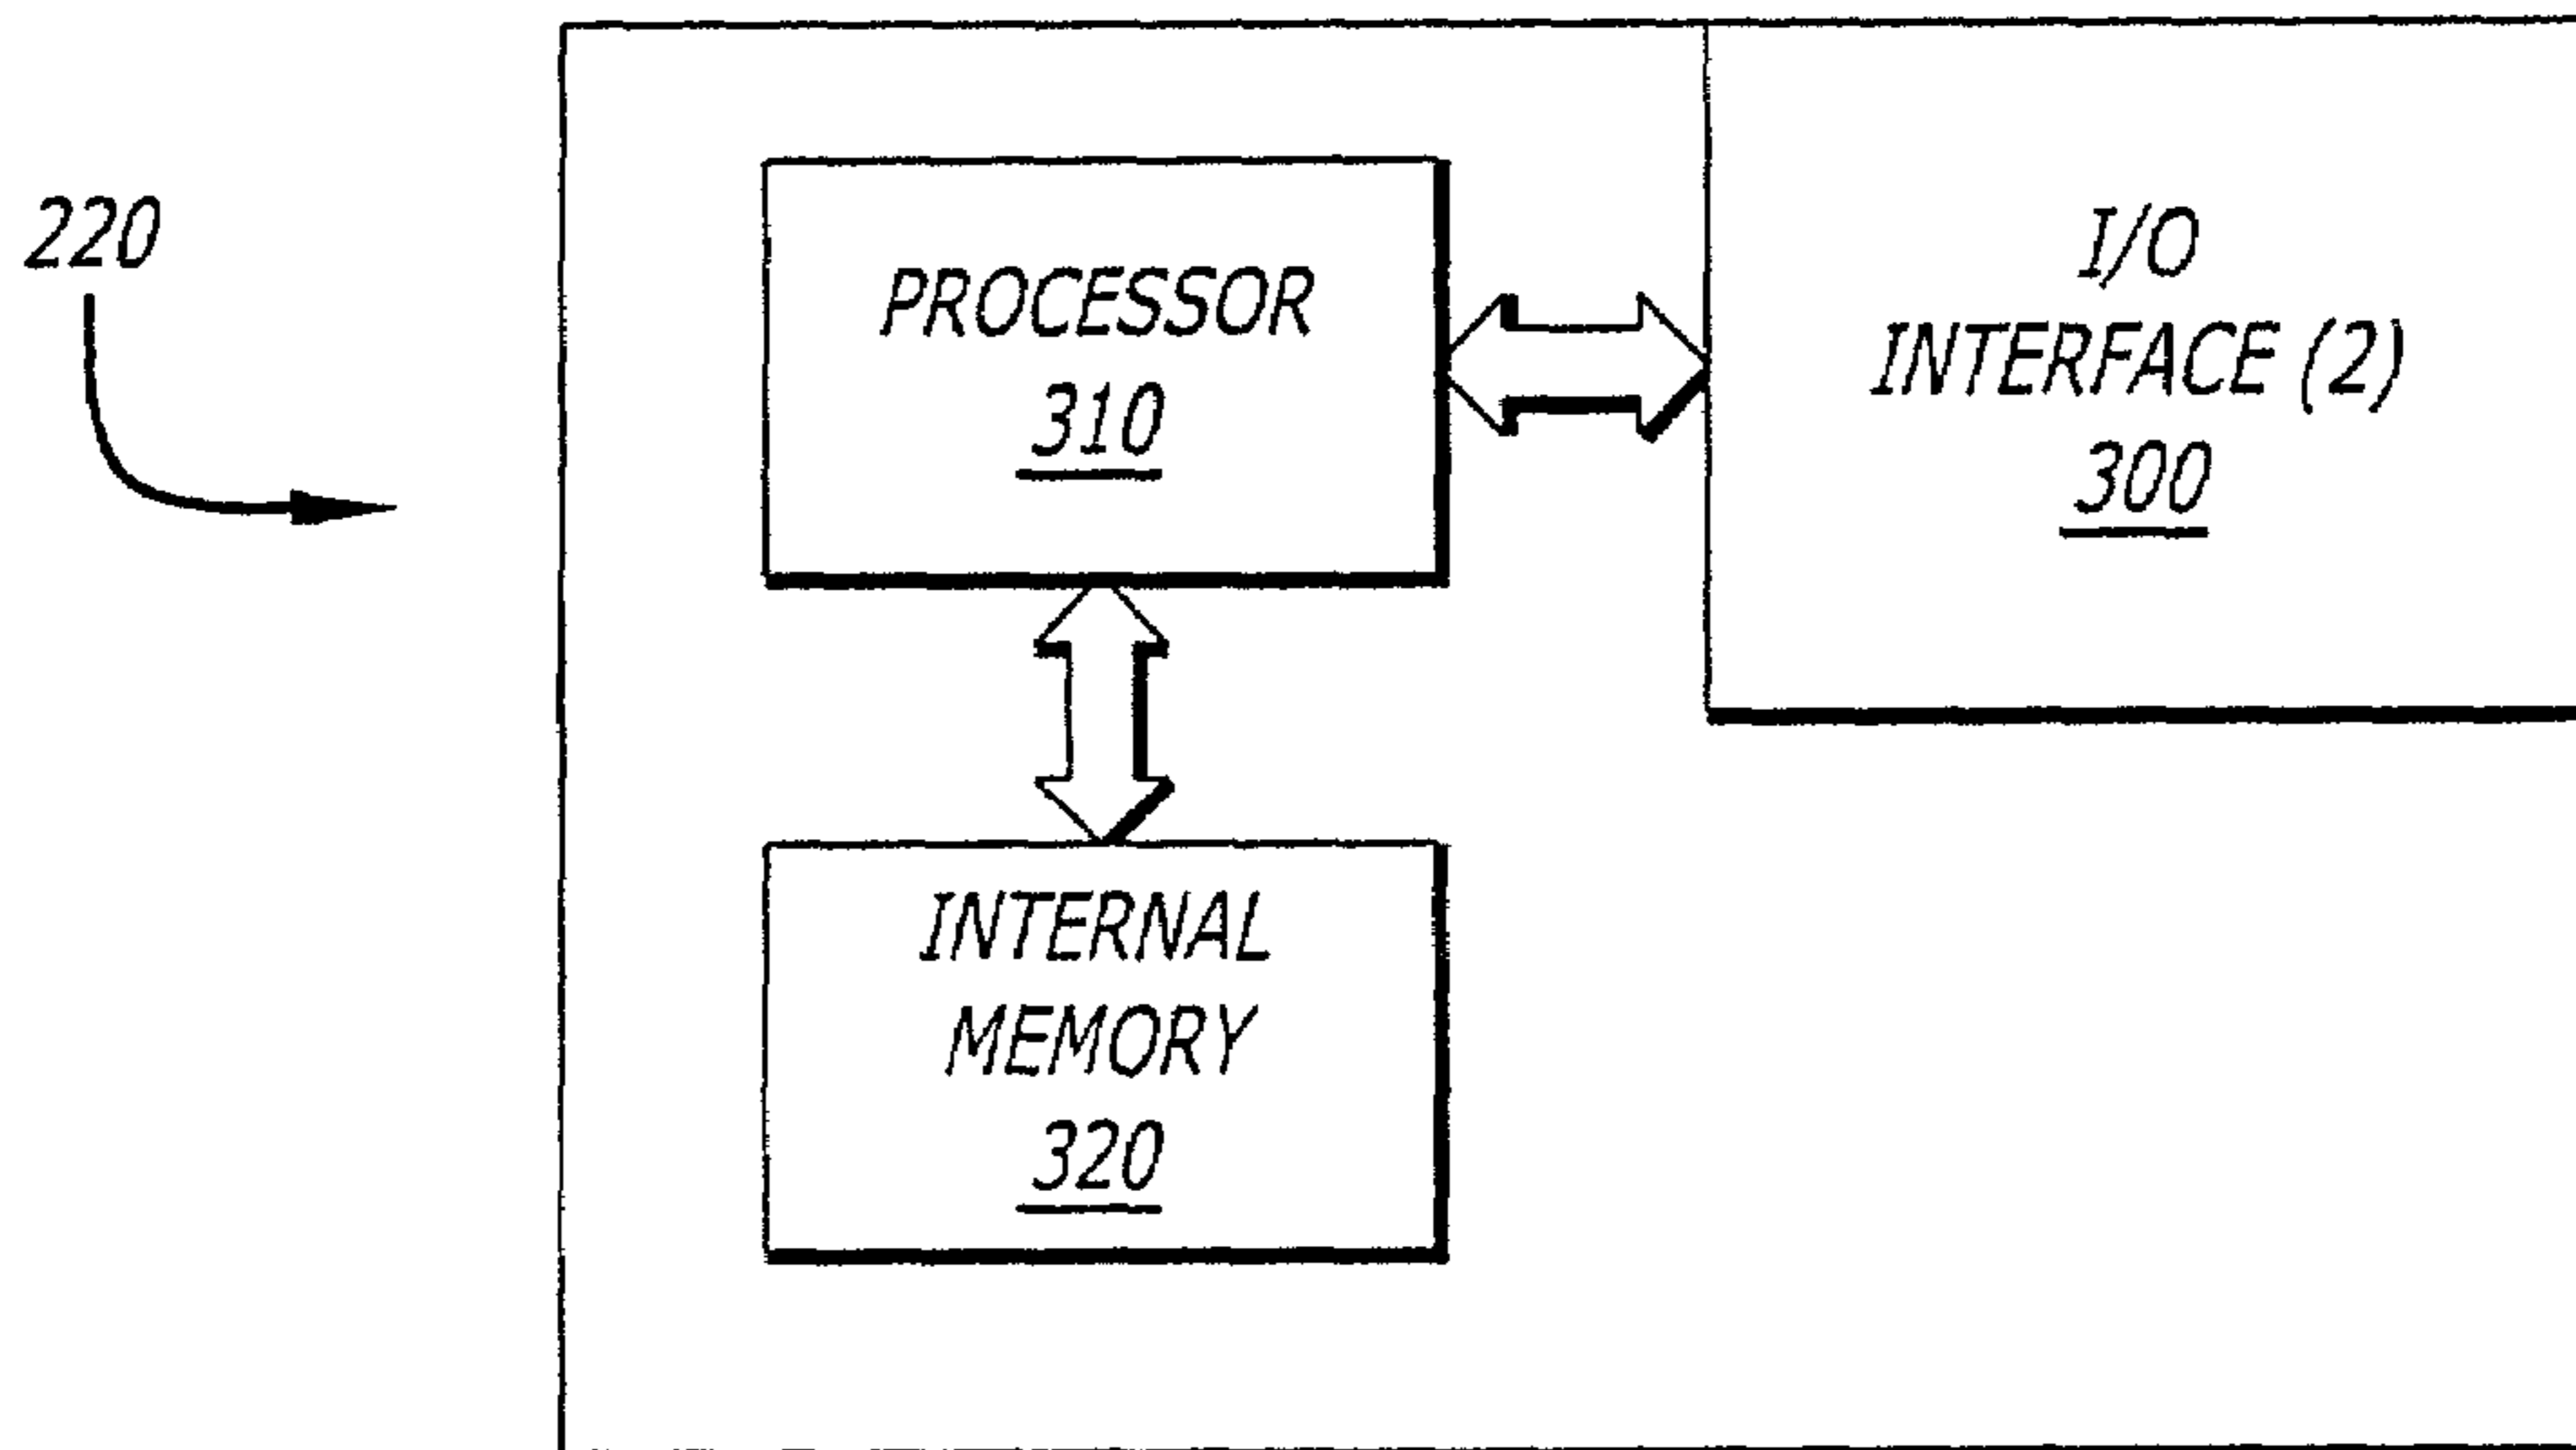 220
PROCESSOR
310
I/O
INTERFACE (2)
300
INTERNAL
MEMORY
320